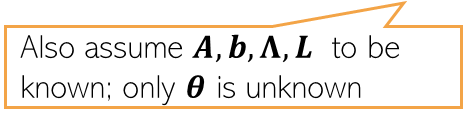 Also assume A, b, Λ, L to be
known; only θ is unknown